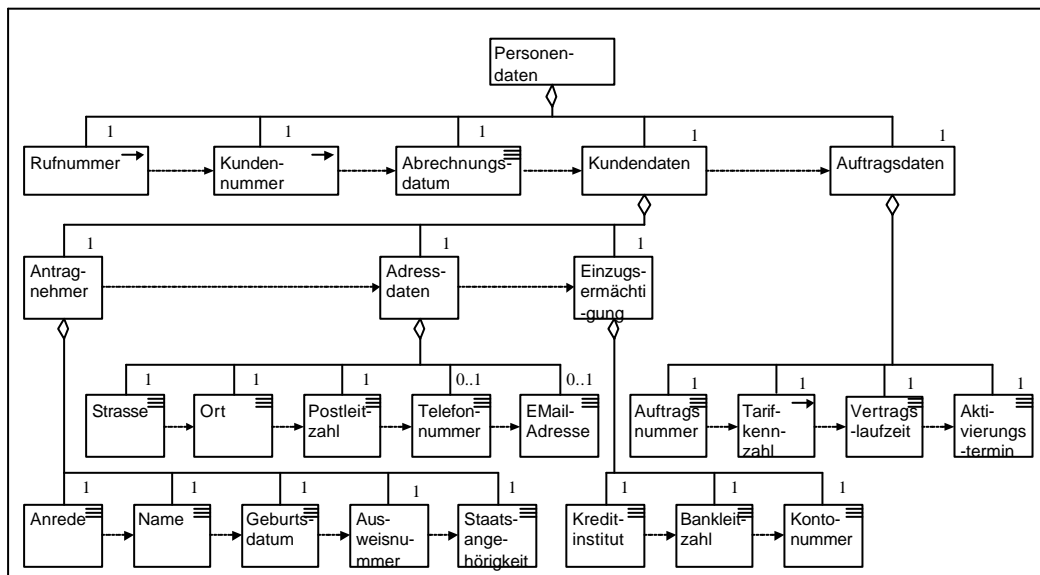 Personen-
daten
1
1
1
1
1
Rufnummer
Kunden-
nummer
Abrechnungs-
datum
Kundendaten
Auftragsdaten
1
1
1
Antrag-
nehmer
Adress-
daten
Einzugs-
ermächti
-gung
1
1
1
0..1
0..1
1
1
1
1
Strasse
Ort
Postleit-
zahl
Telefon-
nummer
EMail-
Adresse
Auftrags
nummer
Tarif-
kenn-
zahl
Vertrags
-laufzeit
Akti-
vierungs
-termin
1
1
1
1
1
1
1
1
Anrede
Name
Geburts-
datum
Aus-
weisnu-
mmer
Staats-
ange-
hörigkeit
Kredit-
institut
Bankleit-
zahl
Konto-
nummer